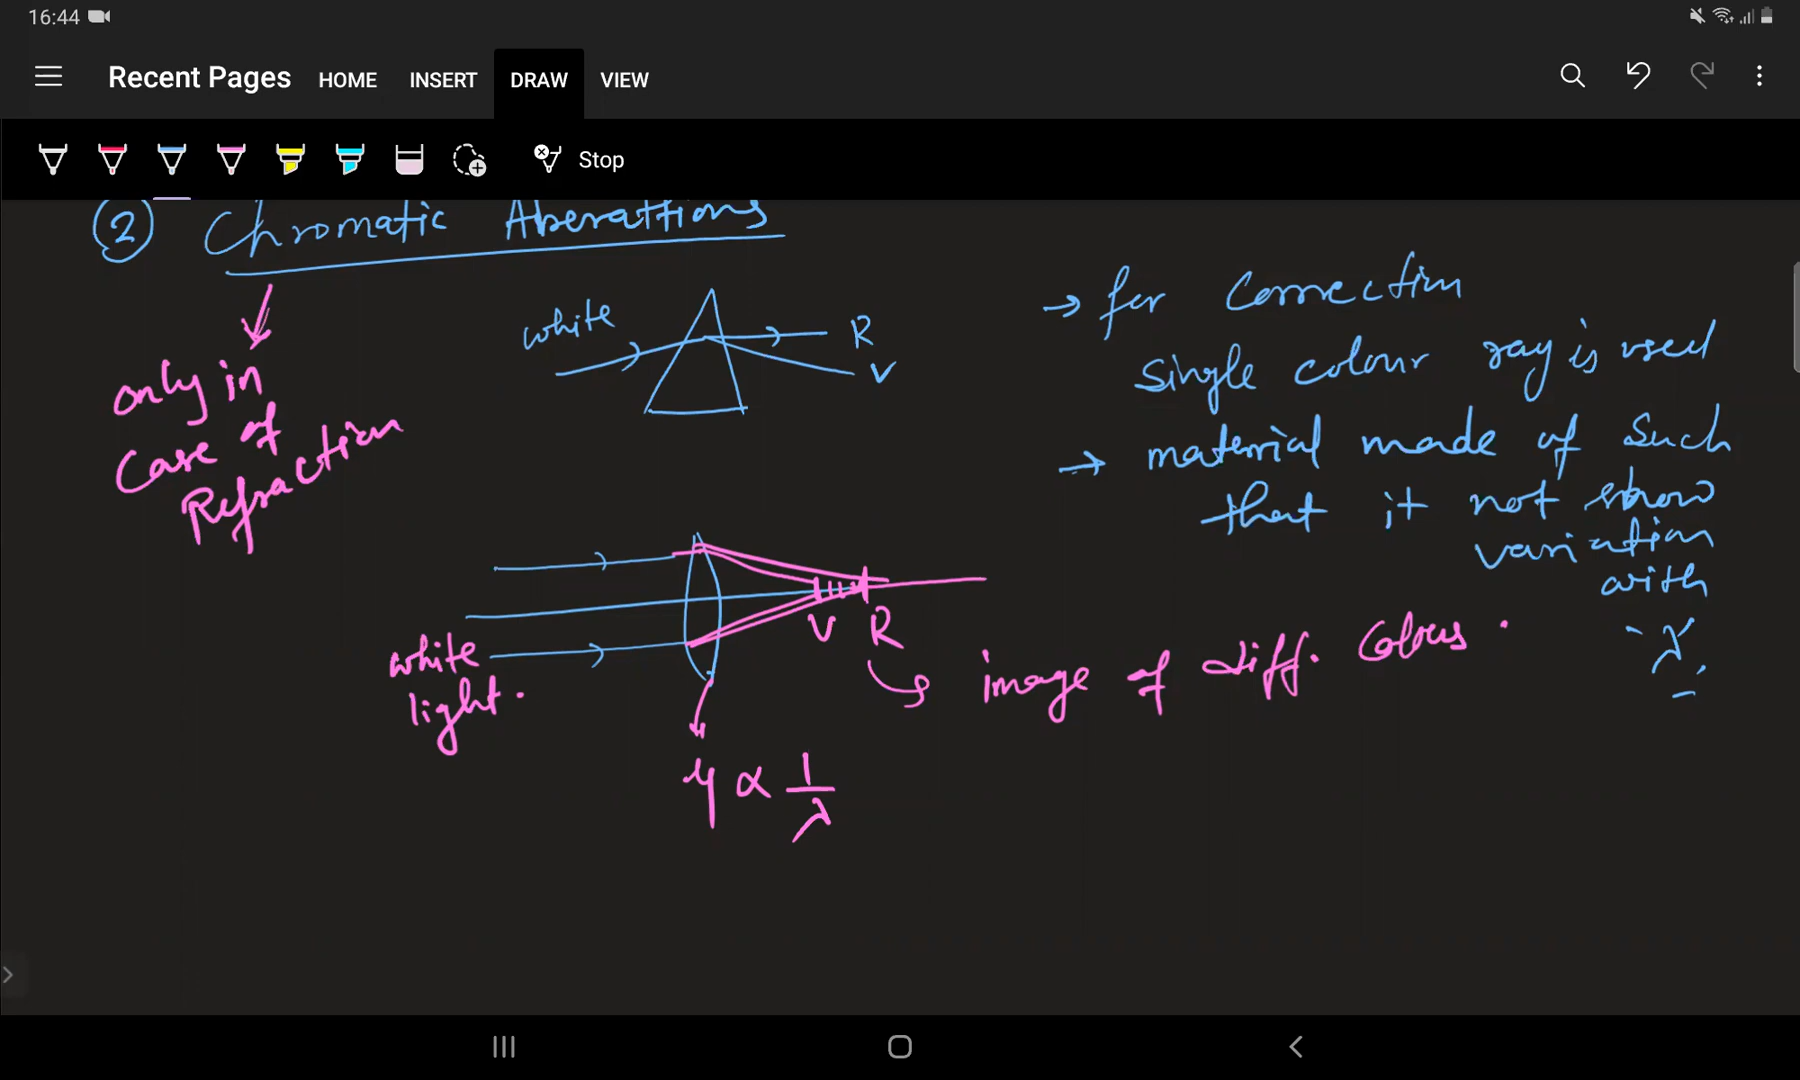 16:44
Recent Pages HOME INSERT DRAW VIEW
Stop
② Chromatic Aberattions
only in
Case of
Refraction
white
R
V
→ for Correction
single colour ray is used
→ material made of such
that it not show
variation
with
λ.
white
light.
V R
image of diff. Colous.
μ ∝ 1/λ